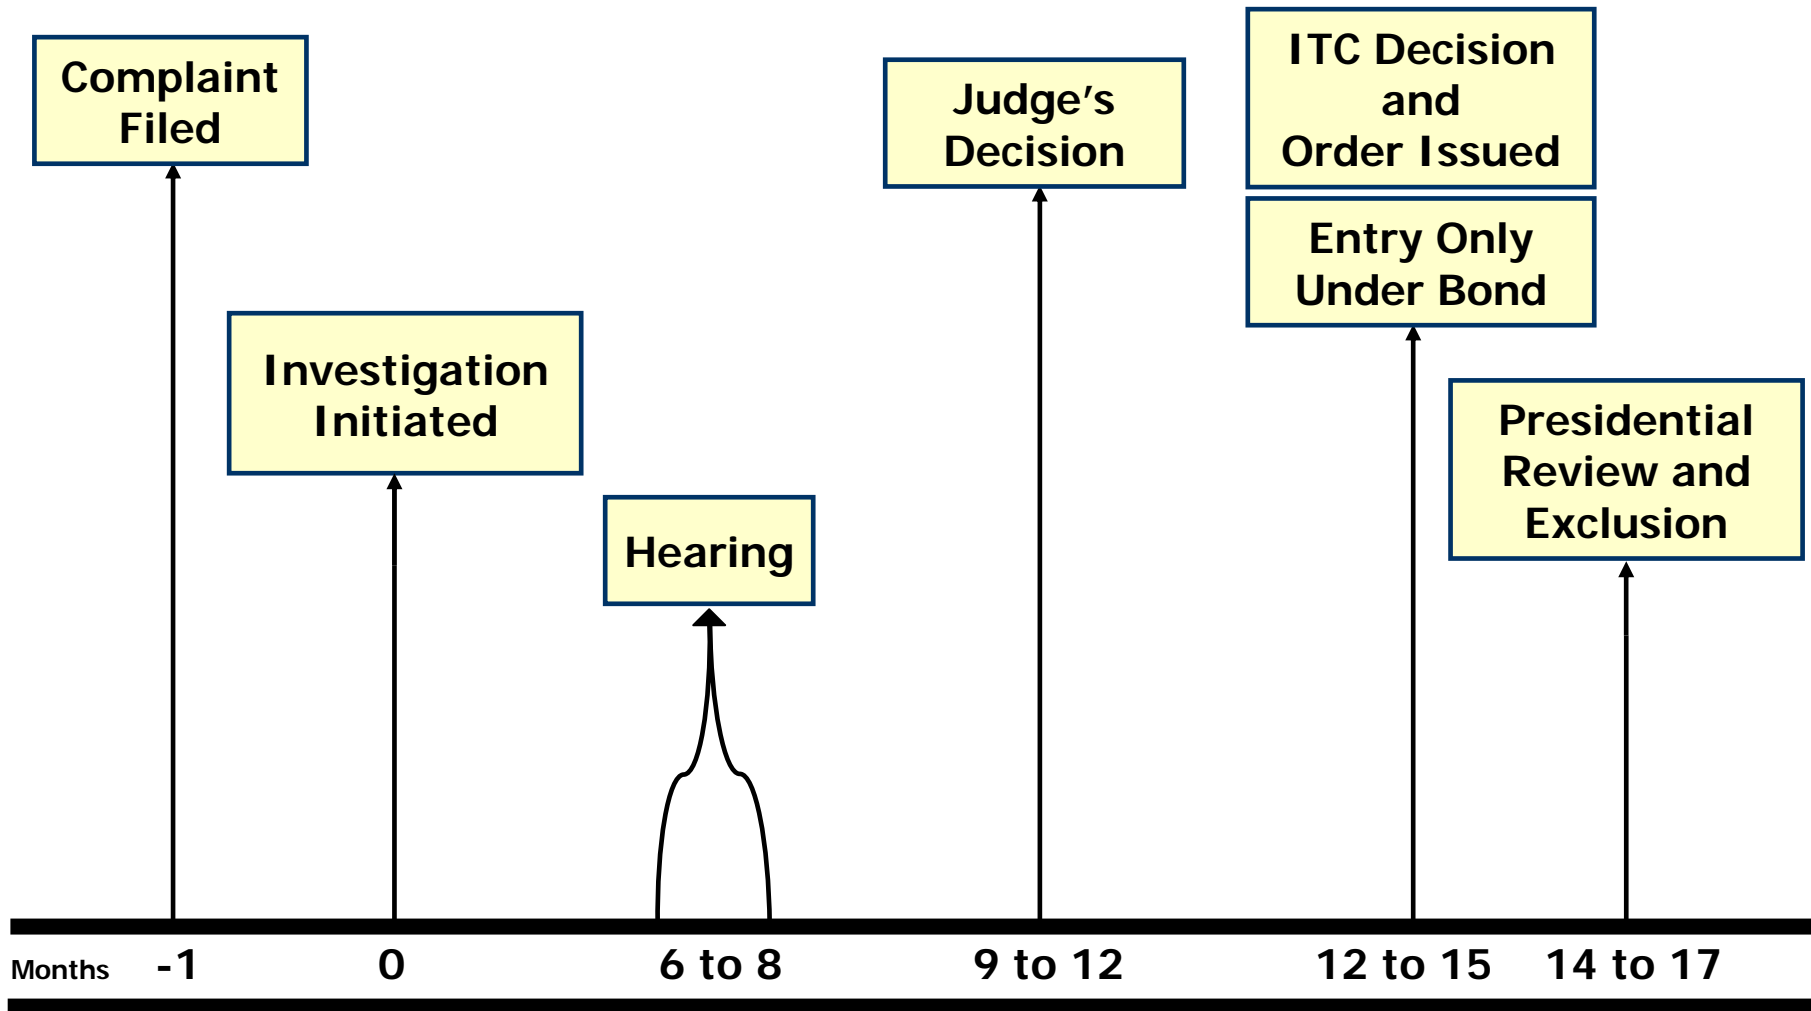 Complaint
Filed
Investigation
Initiated
Hearing
Judge’s
Decision
ITC Decision
and
Order Issued
Entry Only
Under Bond
Presidential
Review and
Exclusion
Months -1 0 6 to 8 9 to 12 12 to 15 14 to 17